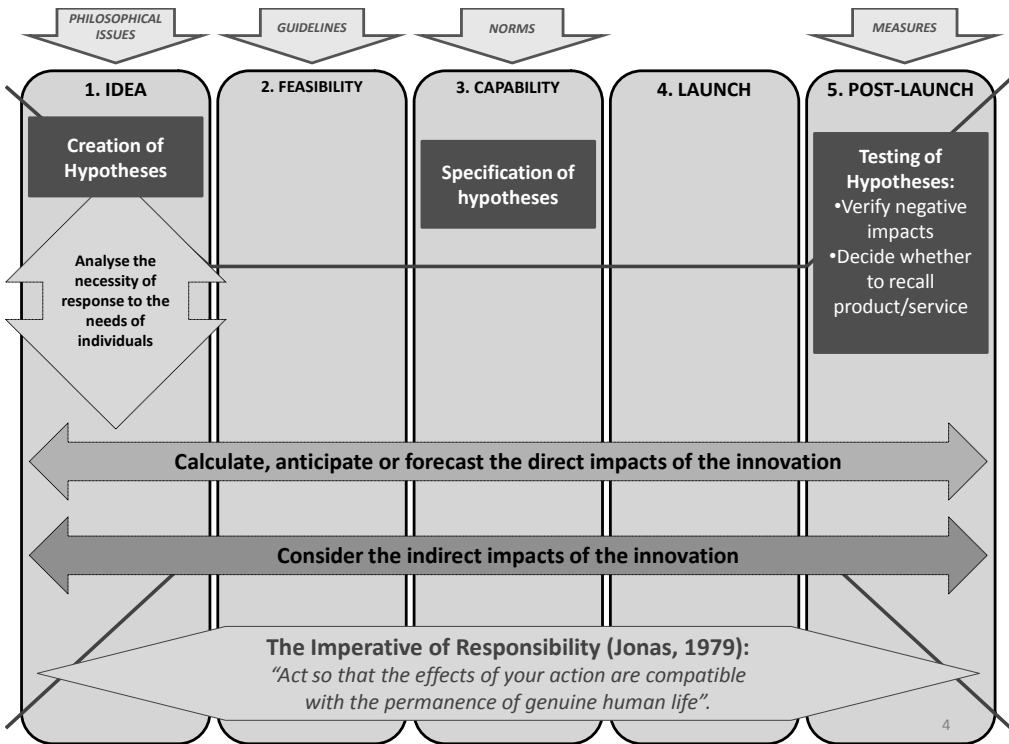 PHILOSOPHICAL
ISSUES
GUIDELINES
NORMS
MEASURES
1. IDEA
2. FEASIBILITY
3. CAPABILITY
4. LAUNCH
5. POST-LAUNCH
Creation of
Hypotheses
Specification of
hypotheses
Testing of
Hypotheses:
•Verify negative
impacts
•Decide whether
to recall
product/service
Analyse the
necessity of
response to the
needs of
individuals
Calculate, anticipate or forecast the direct impacts of the innovation
Consider the indirect impacts of the innovation
The Imperative of Responsibility (Jonas, 1979):
“Act so that the effects of your action are compatible
with the permanence of genuine human life”.
4